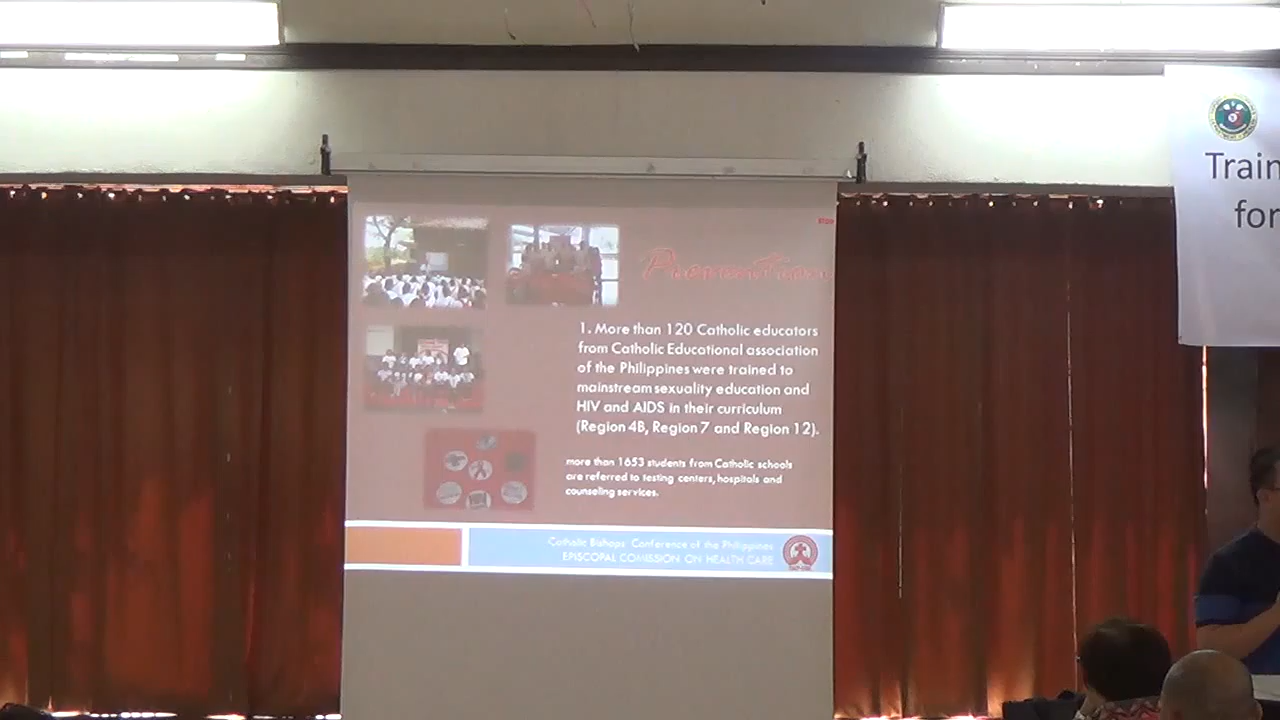 Prevention
1. More than 120 Catholic educators
from Catholic Educational association
of the Philippines were trained to
mainstream sexuality education and
HIV and AIDS in their curriculum
(Region 4B, Region 7 and Region 12).
more than 1653 students from Catholic schools
are referred to testing centers, hospitals and
counseling services.
Catholic Bishops' Conference of the Philippines
EPISCOPAL COMISSION ON HEALTH CARE
Train
for